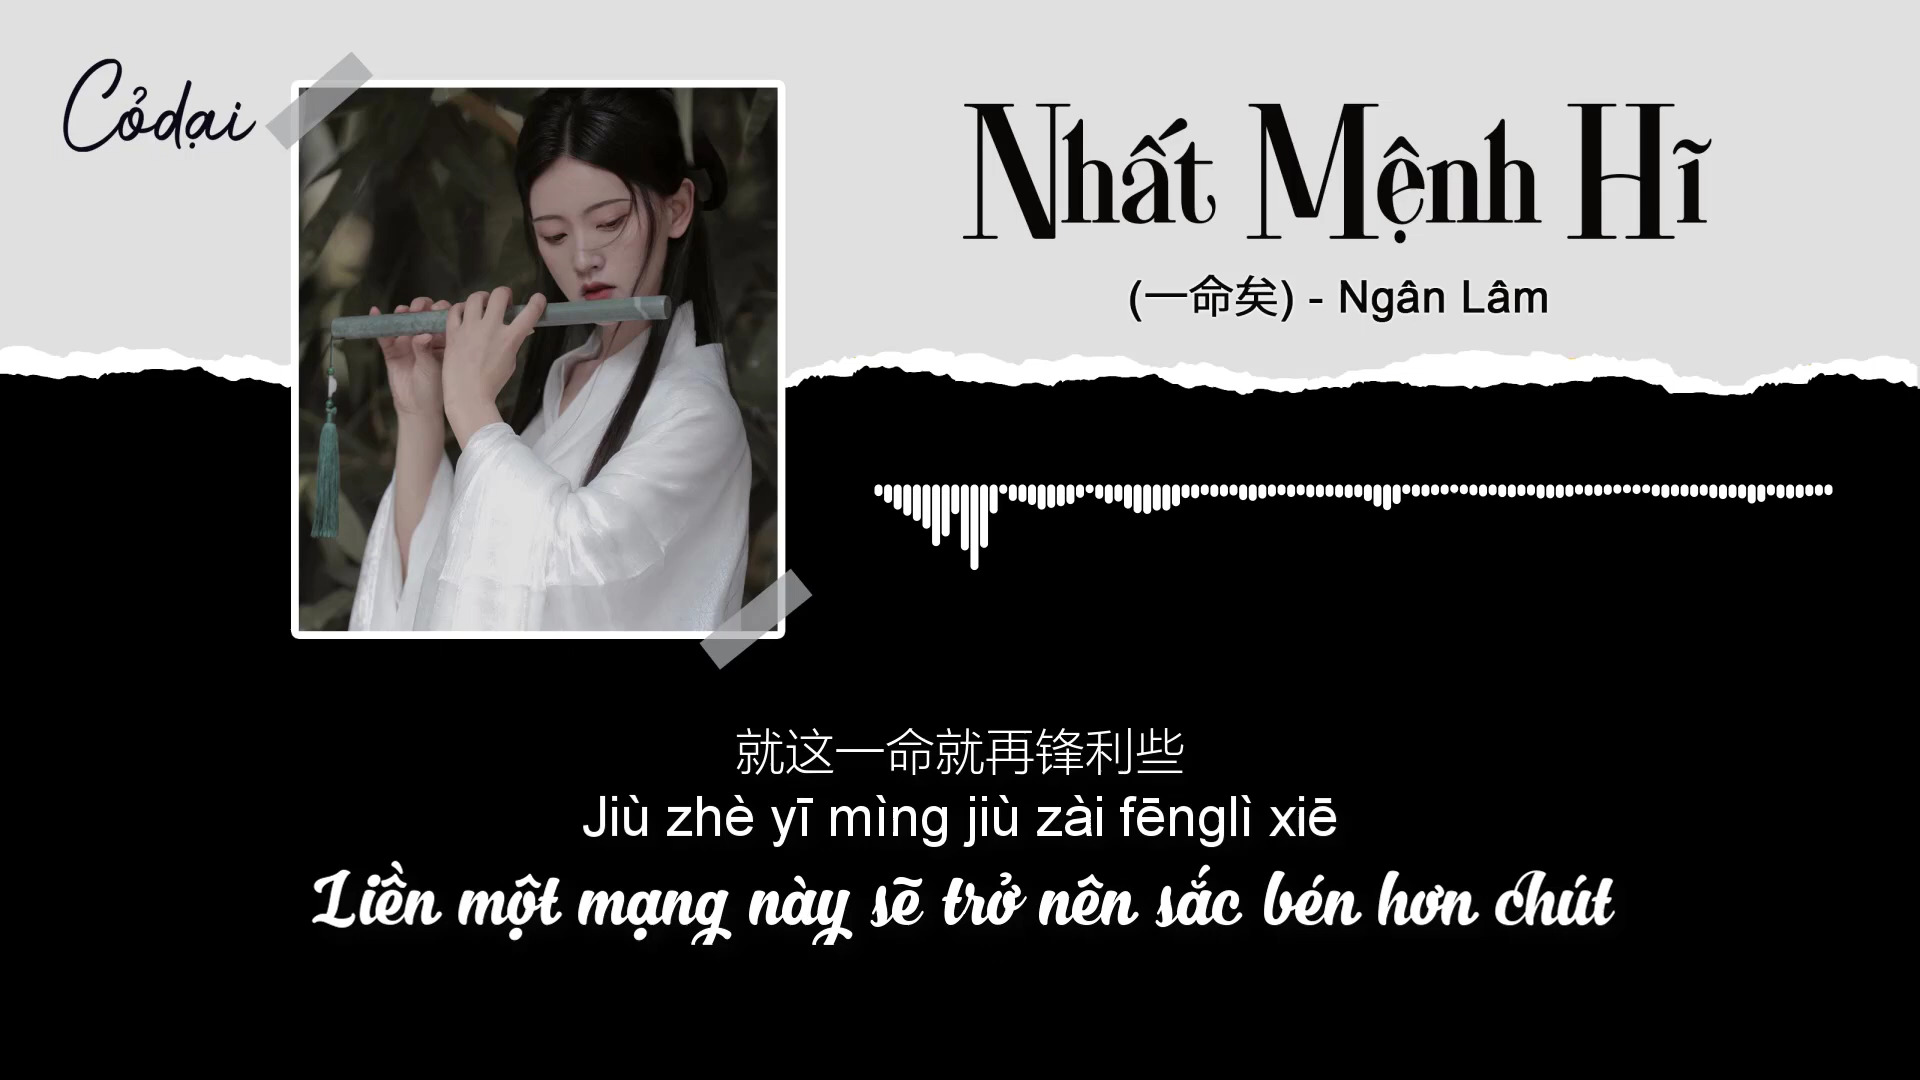 Cỏdại
Nhất Mệnh Hĩ
(一命矣) - Ngân Lâm
就这一命就再锋利些
Jiù zhè yī mìng jiù zài fēnglì xiē
Liền một mạng này sẽ trở nên sắc bén hơn chút